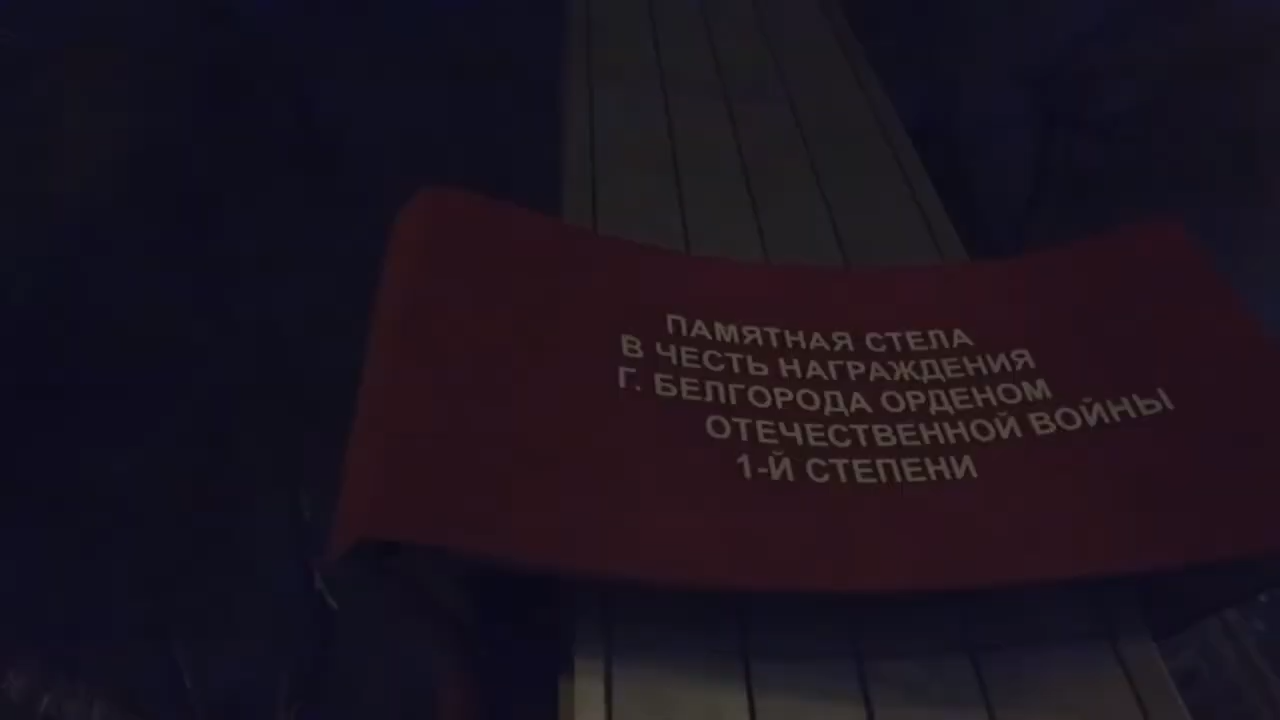 ПАМЯТНАЯ СТЕЛА
В ЧЕСТЬ НАГРАЖДЕНИЯ
Г. БЕЛГОРОДА ОРДЕНОМ
ОТЕЧЕСТВЕННОЙ ВОЙНЫ
1-Й СТЕПЕНИ